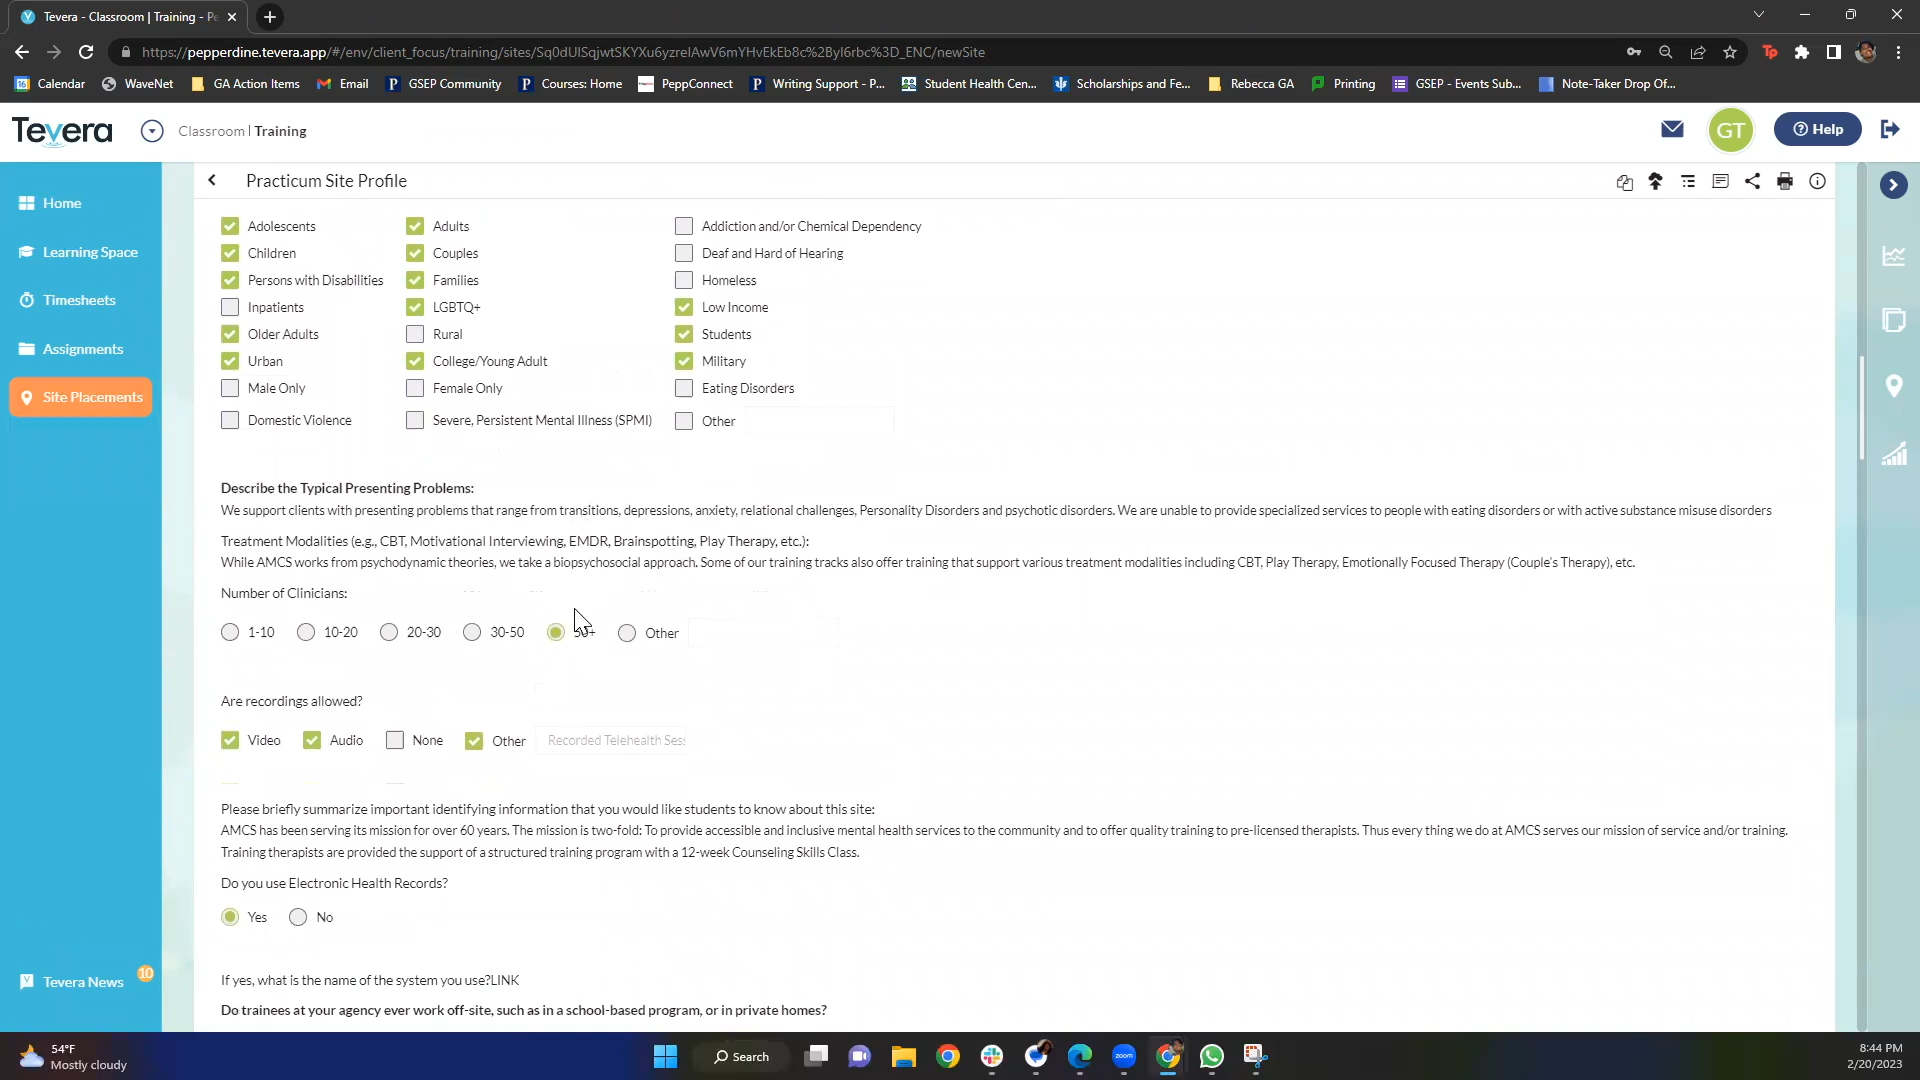 Tevera - Classroom | Training - Pe
https://pepperdine.tevera.app/#/env/client_focus/training/sites/Sq0dUISqjwtSKYXu6yzreIAwV6mYHvEkEb8c%2ByI6rbc%3D_ENC/newSite
Calendar WaveNet GA Action Items Email GSEP Community Courses: Home PeppConnect Writing Support - P... Student Health Cen... Scholarships and Fe... Rebecca GA Printing GSEP - Events Sub... Note-Taker Drop Of...
Tevera Classroom | Training GT Help
Home
Learning Space
Timesheets
Assignments
Site Placements
Tevera News 10
Practicum Site Profile
Adolescents Adults Addiction and/or Chemical Dependency
Children Couples Deaf and Hard of Hearing
Persons with Disabilities Families Homeless
Inpatients LGBTQ+ Low Income
Older Adults Rural Students
Urban College/Young Adult Military
Male Only Female Only Eating Disorders
Domestic Violence Severe, Persistent Mental Illness (SPMI) Other
Describe the Typical Presenting Problems:
We support clients with presenting problems that range from transitions, depressions, anxiety, relational challenges, Personality Disorders and psychotic disorders. We are unable to provide specialized services to people with eating disorders or with active substance misuse disorders
Treatment Modalities (e.g., CBT, Motivational Interviewing, EMDR, Brainspotting, Play Therapy, etc.):
While AMCS works from psychodynamic theories, we take a biopsychosocial approach. Some of our training tracks also offer training that support various treatment modalities including CBT, Play Therapy, Emotionally Focused Therapy (Couple's Therapy), etc.
Number of Clinicians:
1-10 10-20 20-30 30-50 50+ Other
Are recordings allowed?
Video Audio None Other Recorded Telehealth Sess
Please briefly summarize important identifying information that you would like students to know about this site:
AMCS has been serving its mission for over 60 years. The mission is two-fold: To provide accessible and inclusive mental health services to the community and to offer quality training to pre-licensed therapists. Thus every thing we do at AMCS serves our mission of service and/or training.
Training therapists are provided the support of a structured training program with a 12-week Counseling Skills Class.
Do you use Electronic Health Records?
Yes No
If yes, what is the name of the system you use?LINK
Do trainees at your agency ever work off-site, such as in a school-based program, or in private homes?
54°F
Mostly cloudy
Search
zoom
8:44 PM
2/20/2023